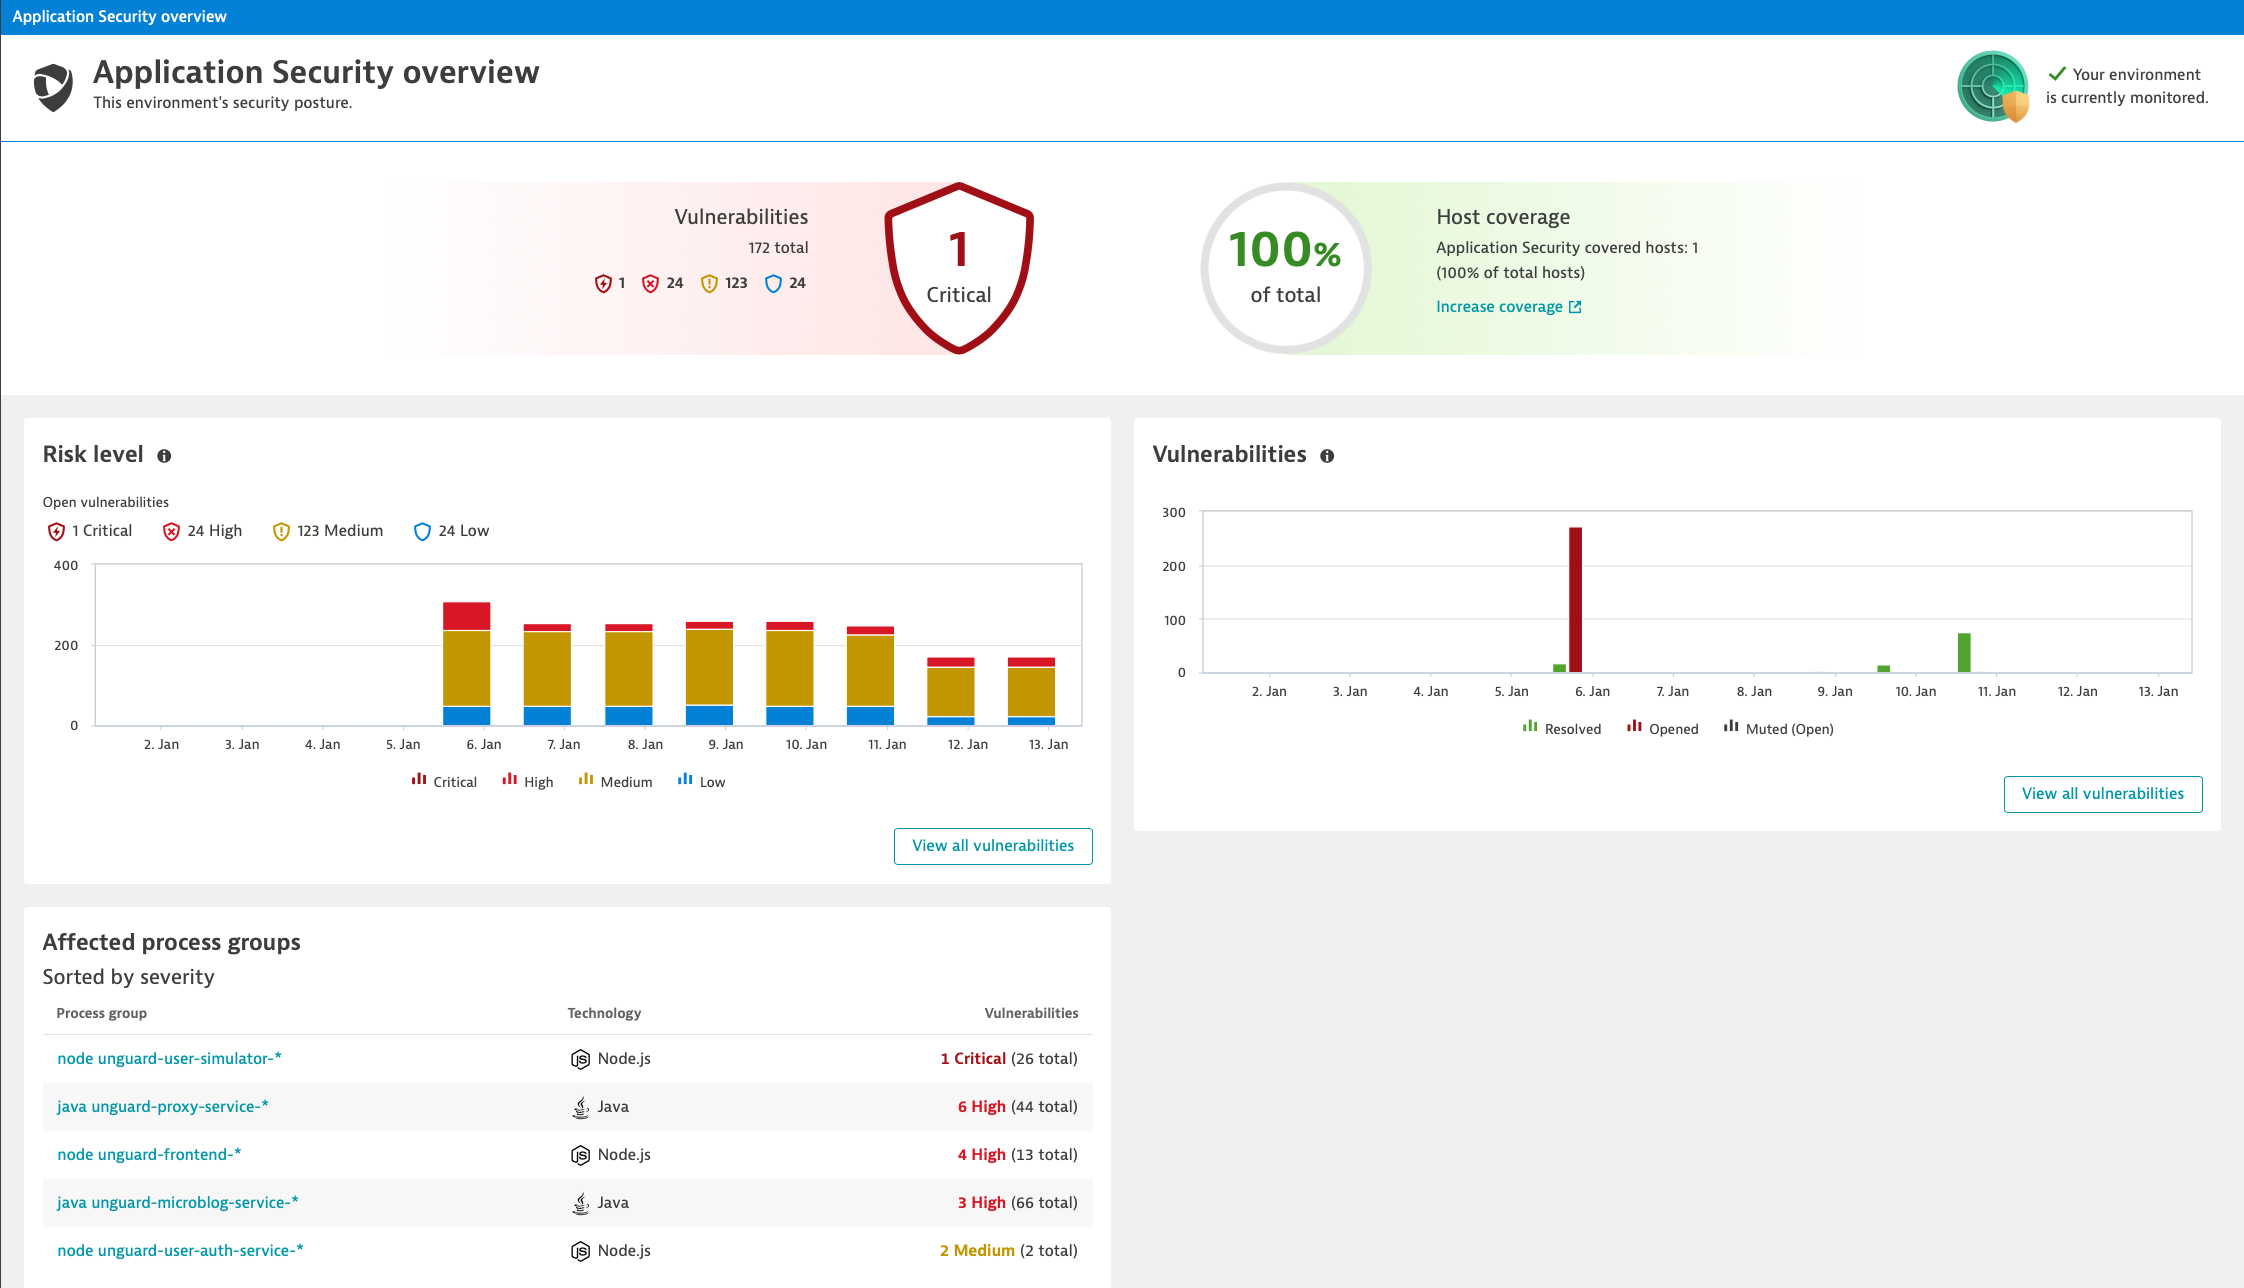 Application Security overview
Application Security overview
This environment's security posture.
Your environment
is currently monitored.
Vulnerabilities
172 total
1 24 123 24
1
Critical
100%
of total
Host coverage
Application Security covered hosts: 1
(100% of total hosts)
Increase coverage
Risk level
Open vulnerabilities
1 Critical 24 High 123 Medium 24 Low
400
200
0
2. Jan 3. Jan 4. Jan 5. Jan 6. Jan 7. Jan 8. Jan 9. Jan 10. Jan 11. Jan 12. Jan 13. Jan
Critical High Medium Low
View all vulnerabilities
Vulnerabilities
300
200
100
0
2. Jan 3. Jan 4. Jan 5. Jan 6. Jan 7. Jan 8. Jan 9. Jan 10. Jan 11. Jan 12. Jan 13. Jan
Resolved Opened Muted (Open)
View all vulnerabilities
Affected process groups
Sorted by severity
Process group Technology Vulnerabilities
node unguard-user-simulator-* Node.js 1 Critical (26 total)
java unguard-proxy-service-* Java 6 High (44 total)
node unguard-frontend-* Node.js 4 High (13 total)
java unguard-microblog-service-* Java 3 High (66 total)
node unguard-user-auth-service-* Node.js 2 Medium (2 total)